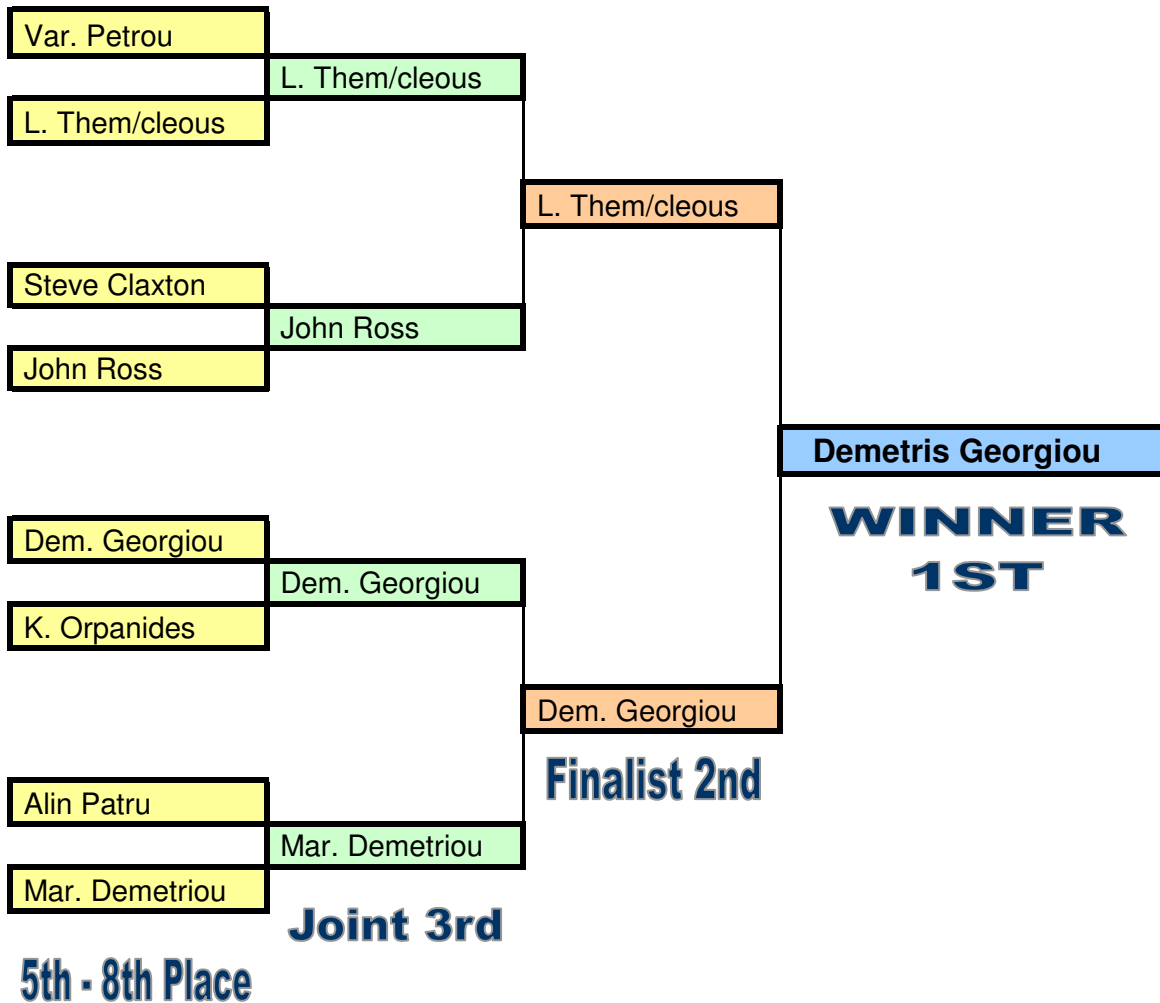 Var. Petrou
L. Them/cleous
L. Them/cleous
L. Them/cleous
Steve Claxton
John Ross
John Ross
Demetris Georgiou
WINNER
1ST
Dem. Georgiou
Dem. Georgiou
K. Orpanides
Dem. Georgiou
Finalist 2nd
Alin Patru
Mar. Demetriou
Mar. Demetriou
Joint 3rd
5th - 8th Place